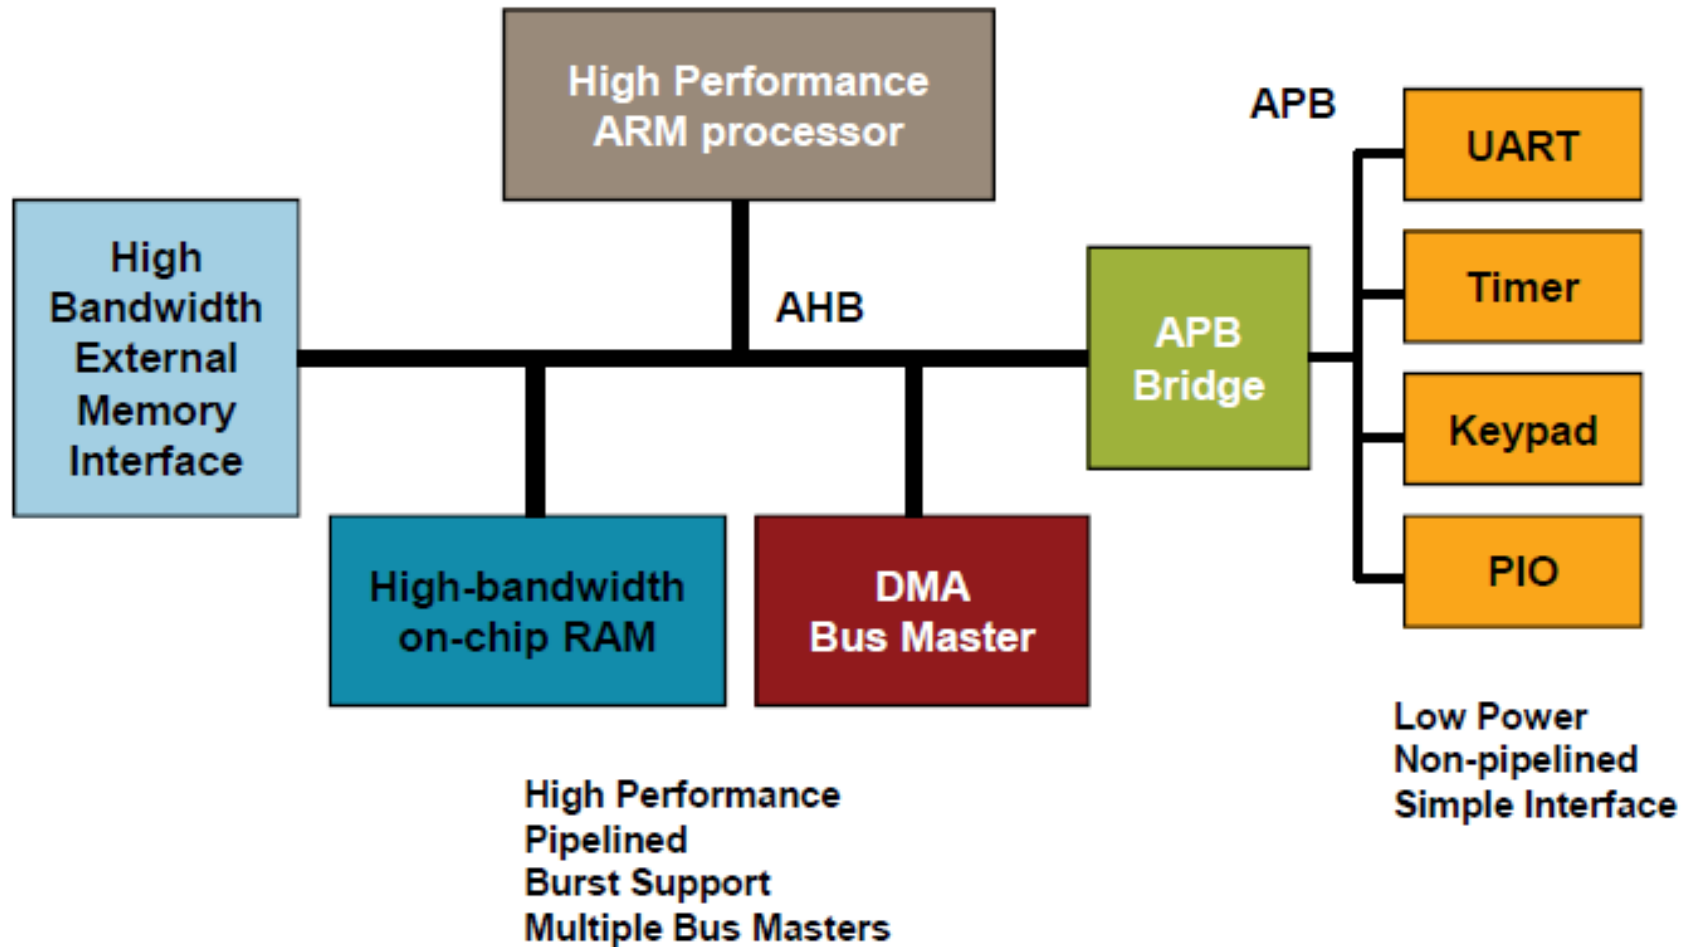 High Performance
ARM processor
APB
UART
High
Bandwidth
External
Memory
Interface
AHB
APB
Bridge
Timer
Keypad
High-bandwidth
on-chip RAM
DMA
Bus Master
PIO
Low Power
Non-pipelined
Simple Interface
High Performance
Pipelined
Burst Support
Multiple Bus Masters